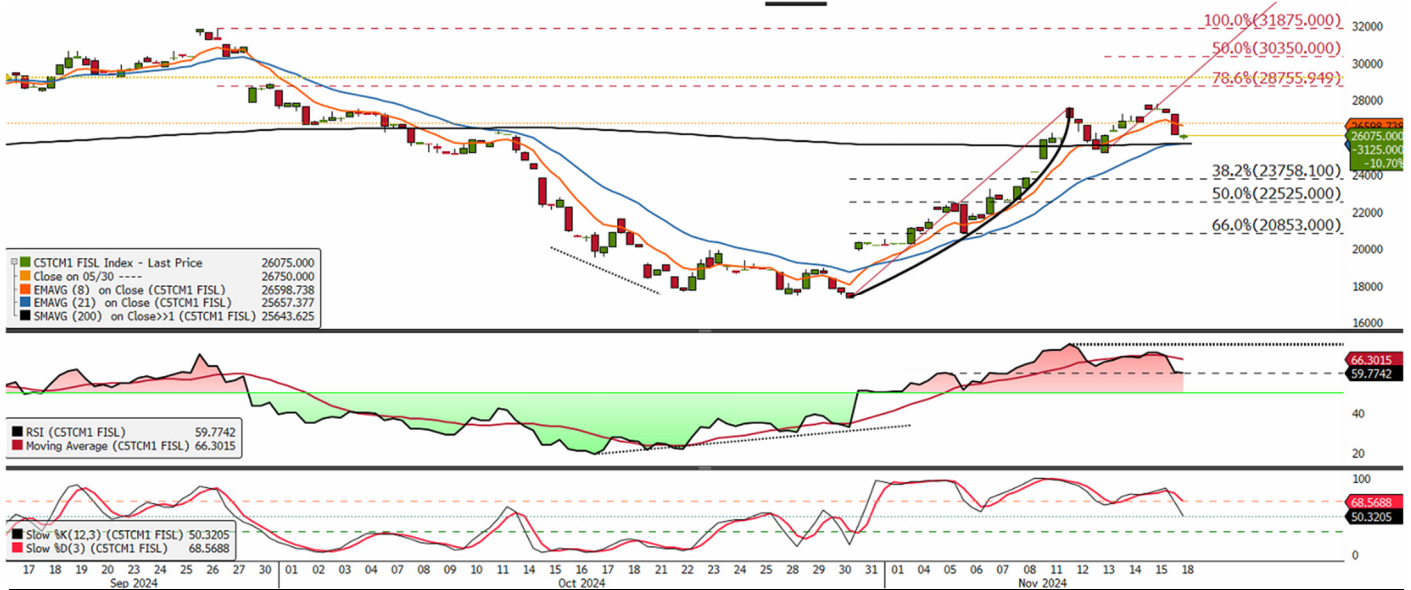 100.0%(31875.000)
50.0%(30350.000)
78.6%(28755.949)
38.2%(23758.100)
50.0%(22525.000)
66.0%(20853.000)
32000
30000
28000
26598.738
26075.000
-3125.000
-10.70%
24000
22000
20000
18000
16000
C5TCM1 FISL Index - Last Price 26075.000
Close on 05/30 ---- 26750.000
EMAVG (8) on Close (C5TCM1 FISL) 26598.738
EMAVG (21) on Close (C5TCM1 FISL) 25657.377
SMAVG (200) on Close>>1 (C5TCM1 FISL) 25643.625
66.3015
59.7742
40
20
RSI (C5TCM1 FISL) 59.7742
Moving Average (C5TCM1 FISL) 66.3015
100
68.5688
50.3205
0
Slow %K(12,3) (C5TCM1 FISL) 50.3205
Slow %D(3) (C5TCM1 FISL) 68.5688
17 18 19 20 23 24 25 26 27 30 01 02 03 04 07 08 09 10 11 14 15 16 17 18 21 22 23 24 25 28 29 30 31 01 04 05 06 07 08 11 12 13 14 15 18
Sep 2024 Oct 2024 Nov 2024